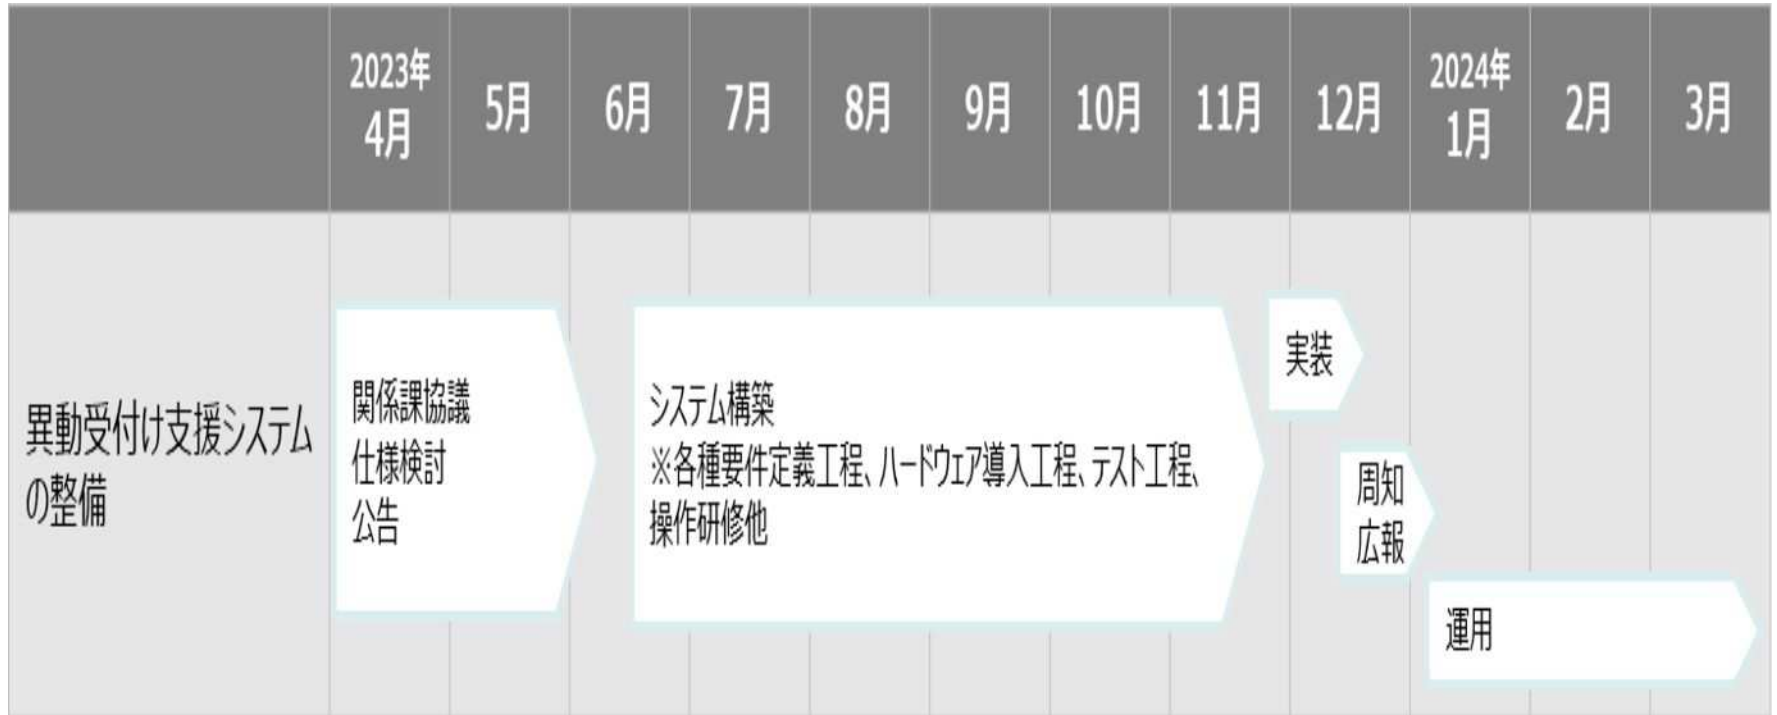 2023年
4月
5月
6月
7月
8月
9月
10月
11月
12月
2024年
1月
2月
3月
異動受付け支援システム
の整備
関係課協議
仕様検討
公告
システム構築
※各種要件定義工程、ハードウェア導入工程、テスト工程、
操作研修他
実装
周知
広報
運用